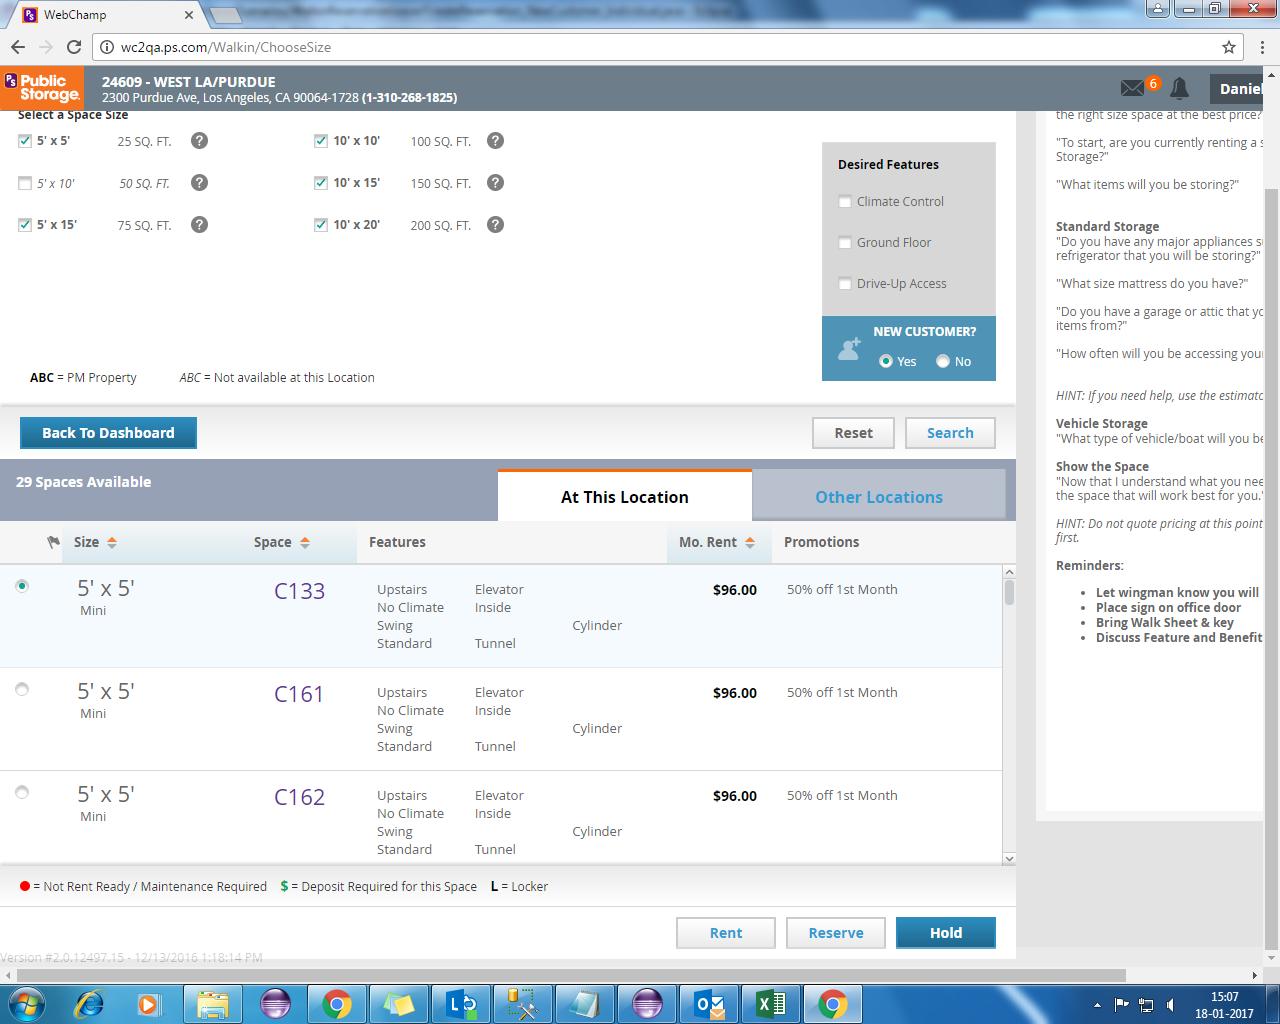 WebChamp
wc2qa.ps.com/Walkin/ChooseSize
PS Public Storage.
24609 - WEST LA/PURDUE
2300 Purdue Ave, Los Angeles, CA 90064-1728 (1-310-268-1825)
6
Daniel
Select a Space Size
5' x 5' 25 SQ. FT. ?
10' x 10' 100 SQ. FT. ?
5' x 10' 50 SQ. FT. ?
10' x 15' 150 SQ. FT. ?
5' x 15' 75 SQ. FT. ?
10' x 20' 200 SQ. FT. ?
Desired Features
Climate Control
Ground Floor
Drive-Up Access
NEW CUSTOMER?
Yes No
ABC = PM Property ABC = Not available at this Location
Back To Dashboard Reset Search
29 Spaces Available At This Location Other Locations
Size Space Features Mo. Rent Promotions
5' x 5' C133 Upstairs Elevator $96.00 50% off 1st Month
Mini No Climate Inside
Swing Cylinder
Standard Tunnel
5' x 5' C161 Upstairs Elevator $96.00 50% off 1st Month
Mini No Climate Inside
Swing Cylinder
Standard Tunnel
5' x 5' C162 Upstairs Elevator $96.00 50% off 1st Month
Mini No Climate Inside
Swing Cylinder
Standard Tunnel
= Not Rent Ready / Maintenance Required $ = Deposit Required for this Space L = Locker
Rent Reserve Hold
Version #2.0.12497.15 - 12/13/2016 1:18:14 PM
the right size space at the best price?
"To start, are you currently renting a s
Storage?"
"What items will you be storing?"
Standard Storage
"Do you have any major appliances su
refrigerator that you will be storing?"
"What size mattress do you have?"
"Do you have a garage or attic that yo
items from?"
"How often will you be accessing your
HINT: If you need help, use the estimato
Vehicle Storage
"What type of vehicle/boat will you be
Show the Space
"Now that I understand what you nee
the space that will work best for you."
HINT: Do not quote pricing at this point
first.
Reminders:
• Let wingman know you will
• Place sign on office door
• Bring Walk Sheet & key
• Discuss Feature and Benefit
15:07
18-01-2017